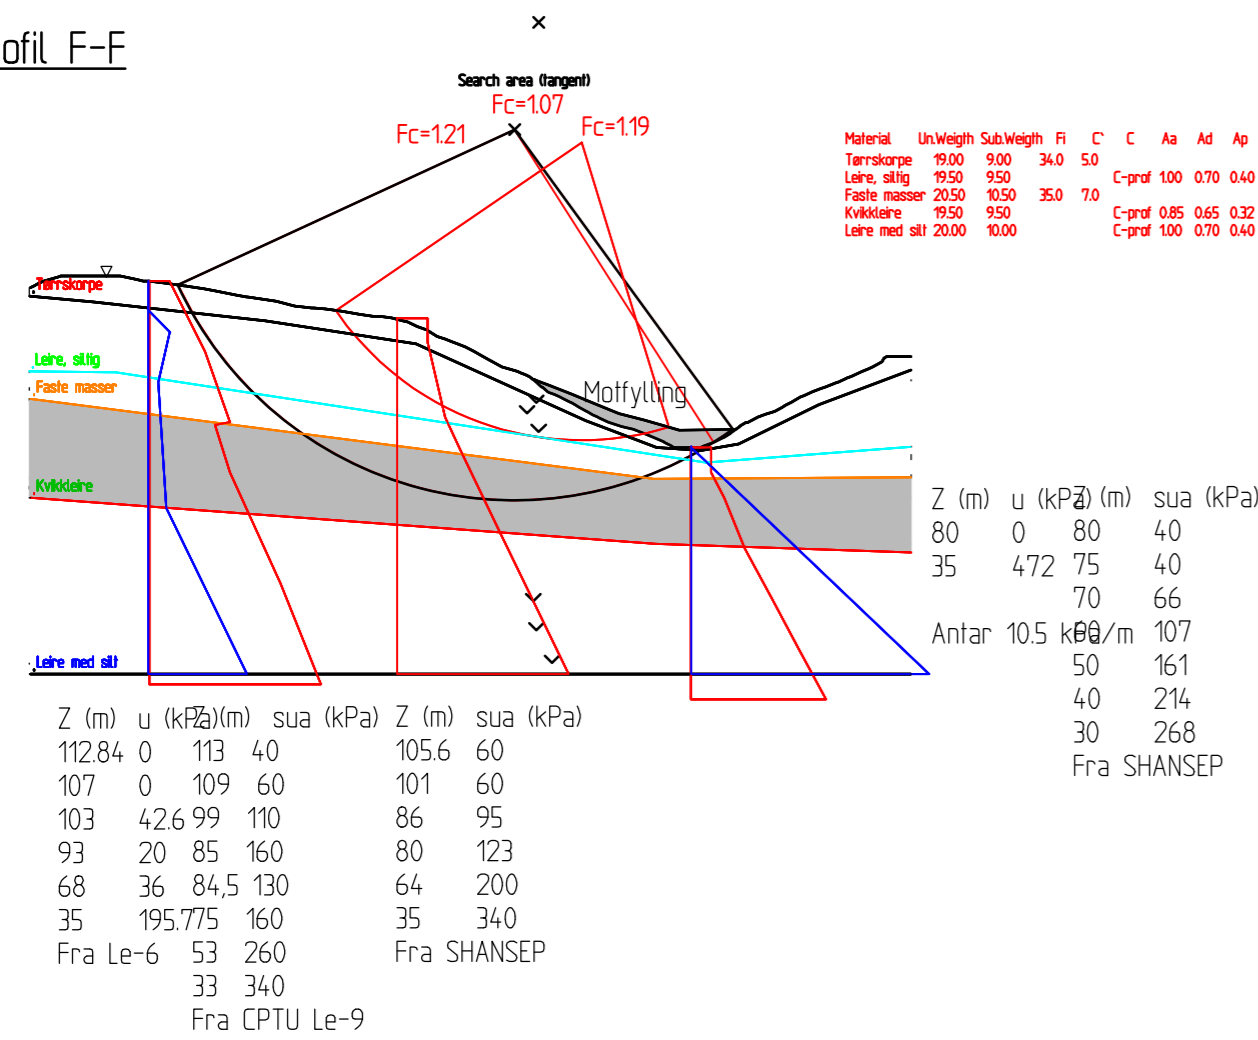 ofil F-F
Search area (tangent)
Fc=1.07
Fc=1.21
Fc=1.19
Material Un.Weigth Sub.Weigth Fi C` C Aa Ad Ap
Tørrskorpe 19.00 9.00 34.0 5.0
Leire, siltig 19.50 9.50 C-prof 1.00 0.70 0.40
Faste masser 20.50 10.50 35.0 7.0
Kvikkleire 19.50 9.50 C-prof 0.85 0.65 0.32
Leire med silt 20.00 10.00 C-prof 1.00 0.70 0.40
Tørrskorpe
Leire, siltig
Faste masser
Motfylling
Kvikkleire
Leire med silt
Z (m) u (kPa)
80 0
35 472
Antar 10.5 kPa/m
Z (m) sua (kPa)
80 40
75 40
70 66
60 107
50 161
40 214
30 268
Fra SHANSEP
Z (m) u (kPa)
112.84 0
107 0
103 42.6
93 20
68 36
35 195.7
Fra Le-6
Z (m) sua (kPa)
113 40
109 60
99 110
85 160
84,5 130
75 160
53 260
33 340
Fra CPTU Le-9
Z (m) sua (kPa)
105.6 60
101 60
86 95
80 123
64 200
35 340
Fra SHANSEP